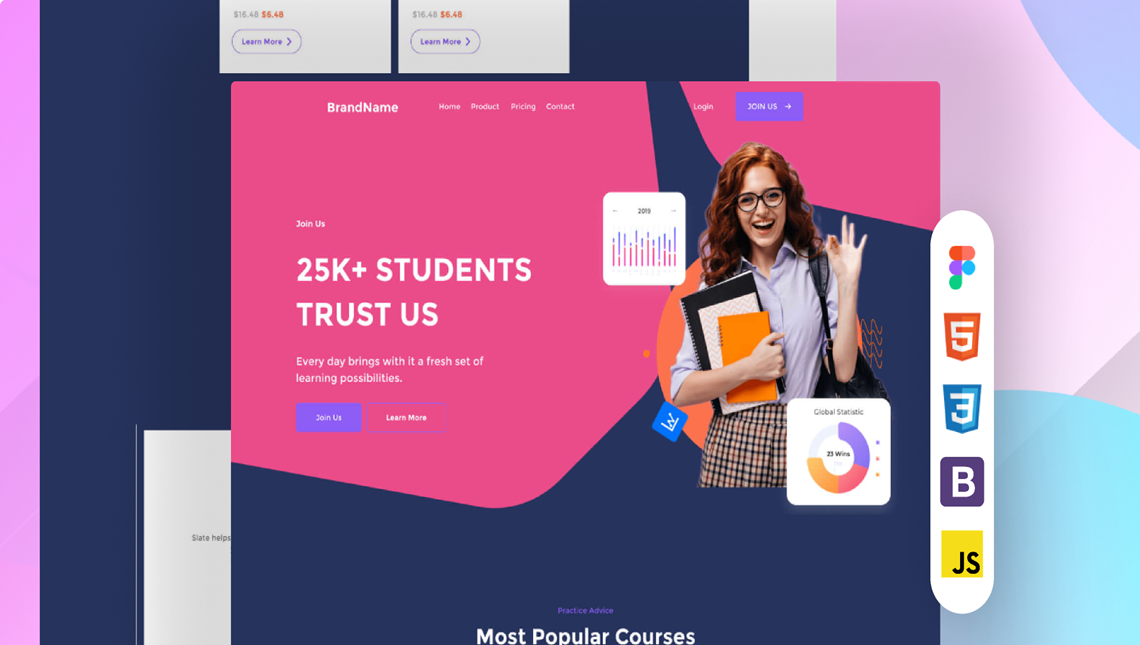 $16.48 $6.48
$16.48 $6.48
Learn More
Learn More
BrandName
Home
Product
Pricing
Contact
Login
JOIN US
2019
Join Us
25K+ STUDENTS
TRUST US
Every day brings with it a fresh set of
learning possibilities.
Join Us
Learn More
Global Statistic
23 Wins
5
3
B
JS
Slate helps
Practice Advice
Most Popular Courses